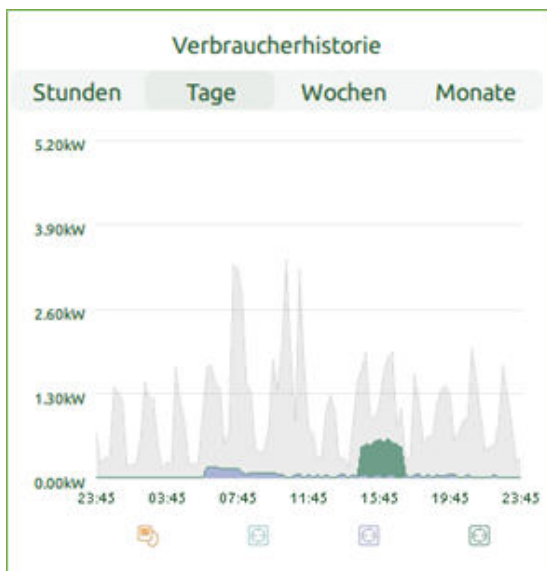 Verbraucherhistorie
Stunden Tage Wochen Monate
5.20kW
3.90kW
2.60kW
1.30kW
0.00kW
23:45 03:45 07:45 11:45 15:45 19:45 23:45